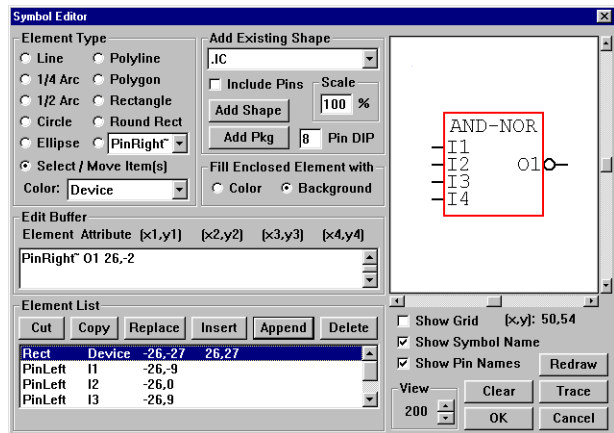 Symbol Editor
Element Type
Line
Polyline
1/4 Arc
Polygon
1/2 Arc
Rectangle
Circle
Round Rect
Ellipse
PinRight~
Select / Move Item(s)
Color: Device
Add Existing Shape
.IC
Include Pins
Scale
100 %
Add Shape
Add Pkg
8 Pin DIP
Fill Enclosed Element with
Color
Background
Edit Buffer
Element Attribute (x1,y1) (x2,y2) (x3,y3) (x4,y4)
PinRight~ O1 26,-2
Element List
Cut Copy Replace Insert Append Delete
Rect Device -26,-27 26,27
PinLeft I1 -26,-9
PinLeft I2 -26,0
PinLeft I3 -26,9
AND-NOR
I1
I2 O1
I3
I4
Show Grid (x,y): 50,54
Show Symbol Name
Show Pin Names
Redraw
View
200
Clear
Trace
OK
Cancel